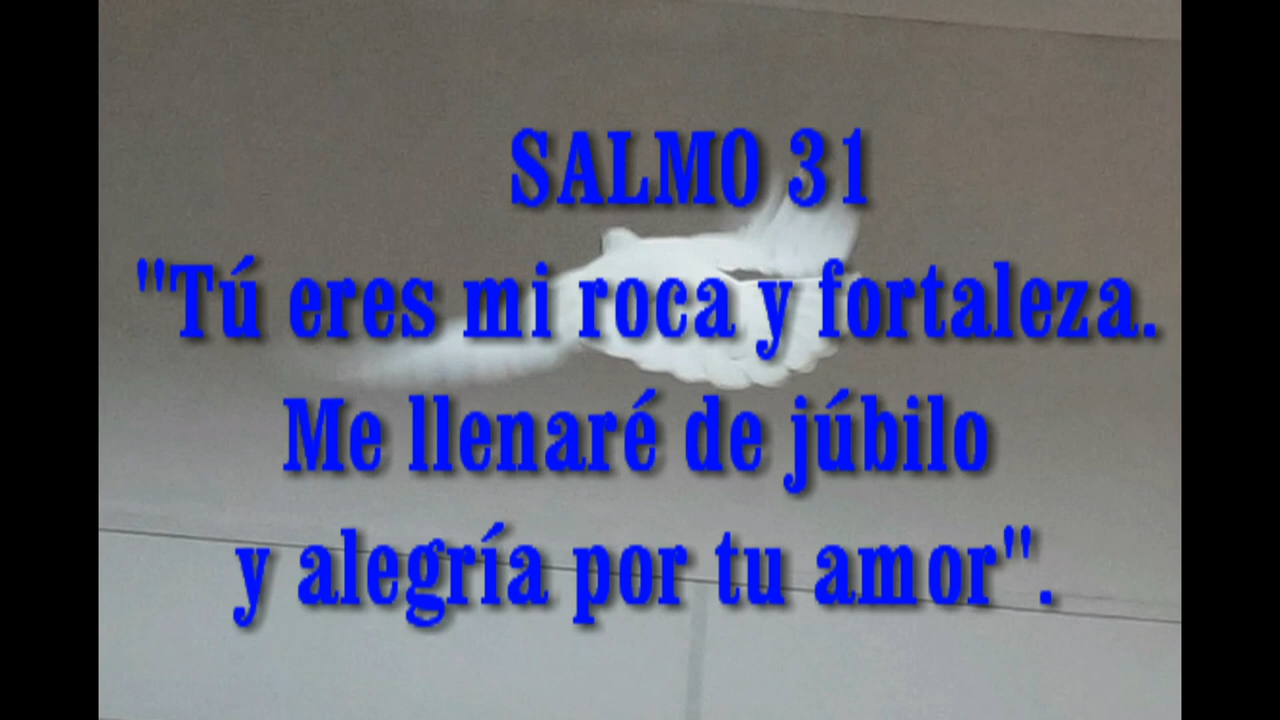 SALMO 31
"Tú eres mi roca y fortaleza.
Me llenaré de júbilo
y alegría por tu amor".